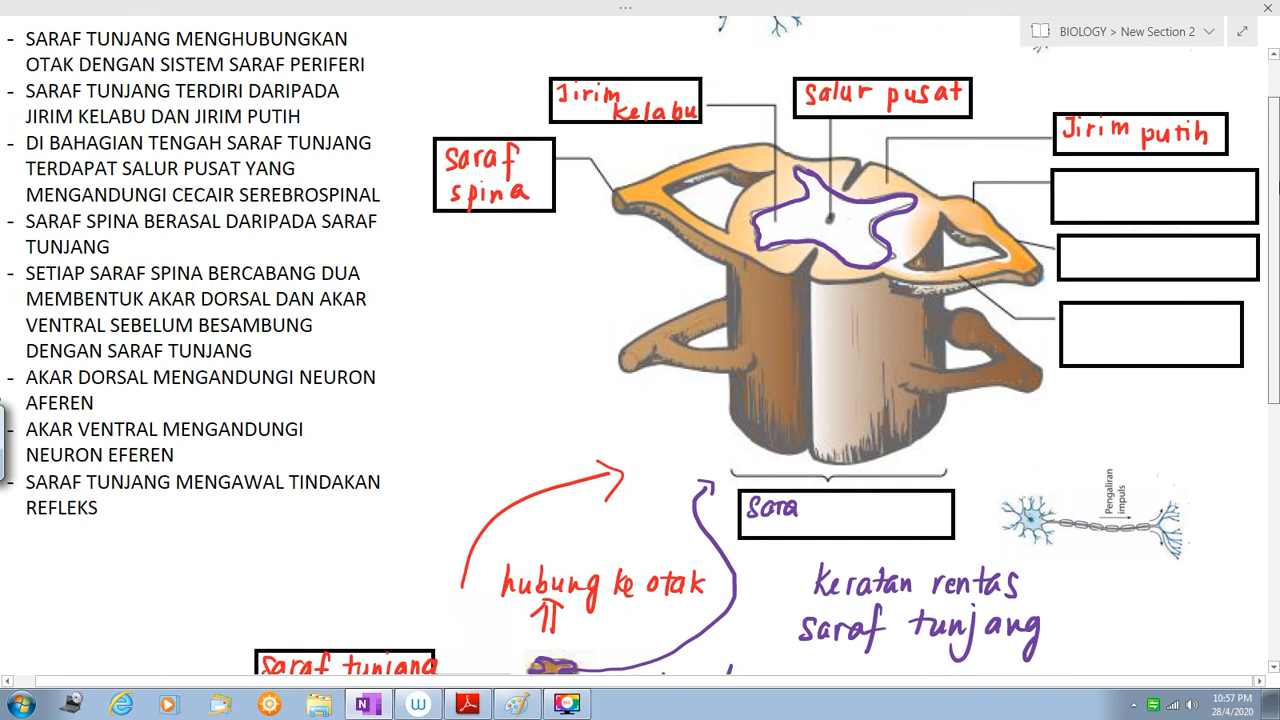 BIOLOGY > New Section 2
- SARAF TUNJANG MENGHUBUNGKAN
OTAK DENGAN SISTEM SARAF PERIFERI
- SARAF TUNJANG TERDIRI DARIPADA
JIRIM KELABU DAN JIRIM PUTIH
- DI BAHAGIAN TENGAH SARAF TUNJANG
TERDAPAT SALUR PUSAT YANG
MENGANDUNGI CECAIR SEREBROSPINAL
- SARAF SPINA BERASAL DARIPADA SARAF
TUNJANG
- SETIAP SARAF SPINA BERCABANG DUA
MEMBENTUK AKAR DORSAL DAN AKAR
VENTRAL SEBELUM BESAMBUNG
DENGAN SARAF TUNJANG
- AKAR DORSAL MENGANDUNGI NEURON
AFEREN
- AKAR VENTRAL MENGANDUNGI
NEURON EFEREN
- SARAF TUNJANG MENGAWAL TINDAKAN
REFLEKS
Jirim
kelabu
Salur pusat
Jirim putih
saraf
spina
sara
Pengaliran
impuls
hubung ke otak
keratan rentas
saraf tunjang
saraf tunjang
10:57 PM
28/4/2020